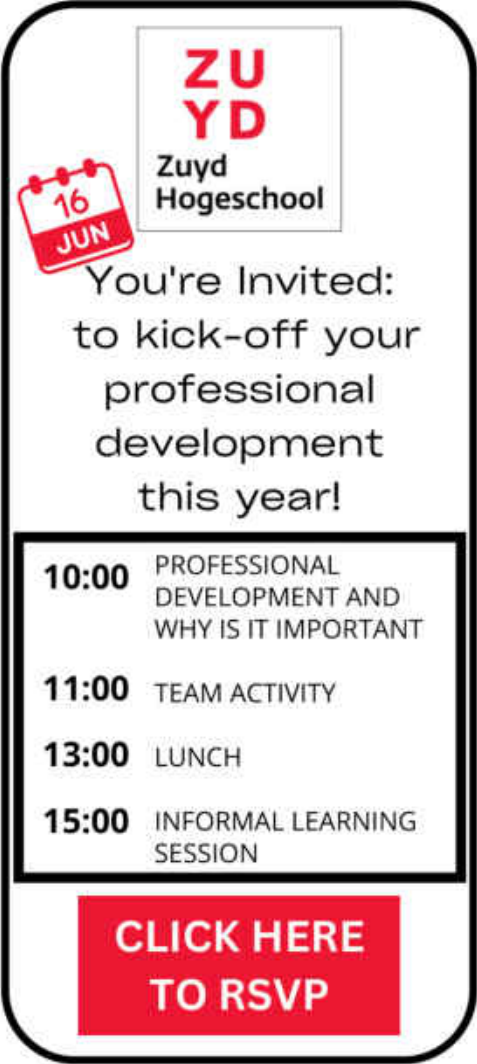 ZU
YD
Zuyd
Hogeschool
16
JUN
You're Invited:
to kick-off your
professional
development
this year!
10:00 PROFESSIONAL
DEVELOPMENT AND
WHY IS IT IMPORTANT
11:00 TEAM ACTIVITY
13:00 LUNCH
15:00 INFORMAL LEARNING
SESSION
CLICK HERE
TO RSVP